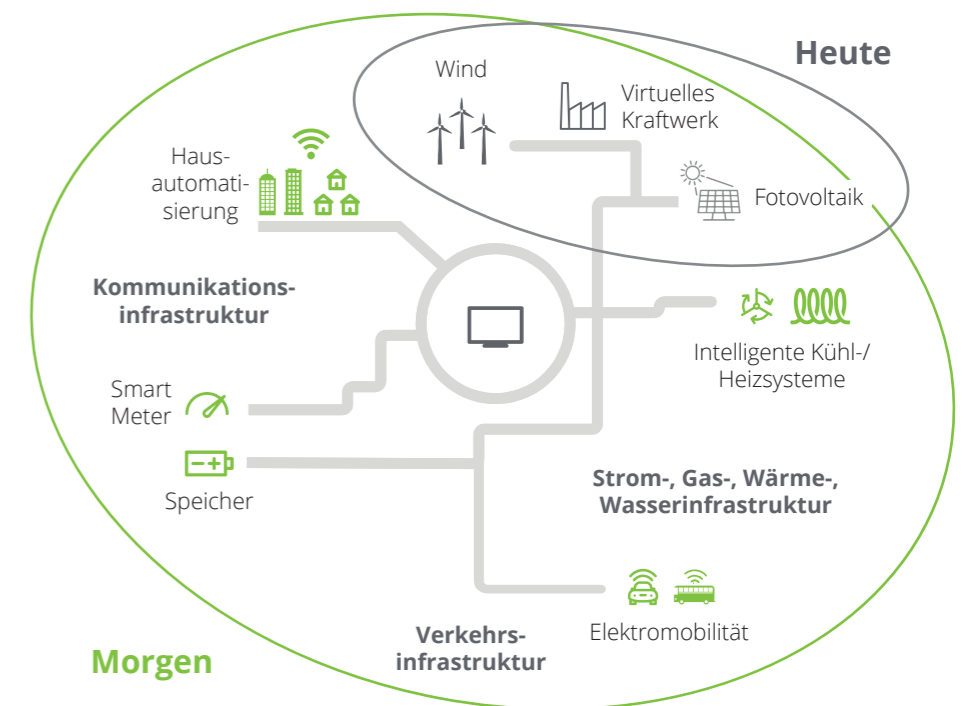 Heute
Wind
Virtuelles
Kraftwerk
Haus-
automati-
sierung
Fotovoltaik
Kommunikations-
infrastruktur
Intelligente Kühl-/
Heizsysteme
Smart
Meter
Speicher
Strom-, Gas-, Wärme-,
Wasserinfrastruktur
Elektromobilität
Verkehrs-
infrastruktur
Morgen